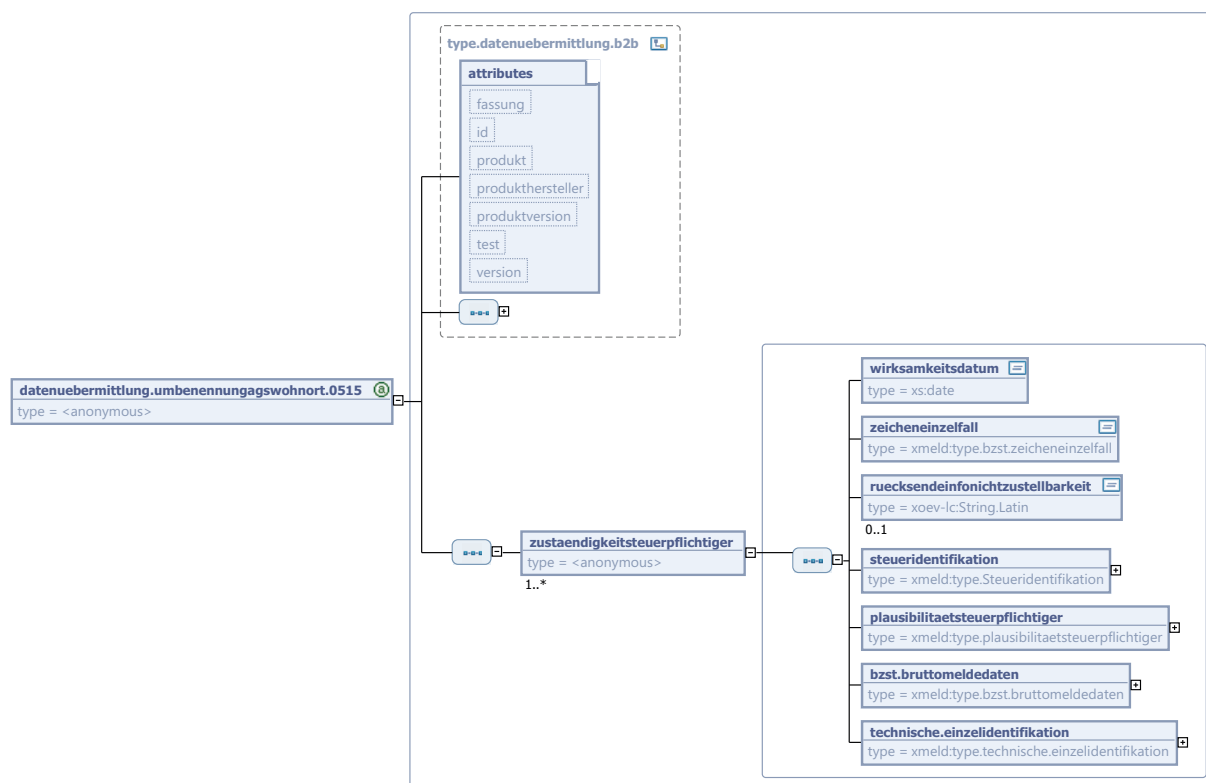 type.datenuebermittlung.b2b
attributes
fassung
id
produkt
produkthersteller
produktversion
test
version
datenuebermittlung.umbenennungagswohnort.0515
type = <anonymous>
zustaendigkeitsteuerpflichtiger
type = <anonymous>
1..*
wirksamkeitsdatum
type = xs:date
zeicheneinzelfall
type = xmeld:type.bzst.zeicheneinzelfall
ruecksendeinfonichtzustellbarkeit
type = xoev-lc:String.Latin
0..1
steueridentifikation
type = xmeld:type.Steueridentifikation
plausibilitaetsteuerpflichtiger
type = xmeld:type.plausibilitaetsteuerpflichtiger
bzst.bruttomeldedaten
type = xmeld:type.bzst.bruttomeldedaten
technische.einzelidentifikation
type = xmeld:type.technische.einzelidentifikation